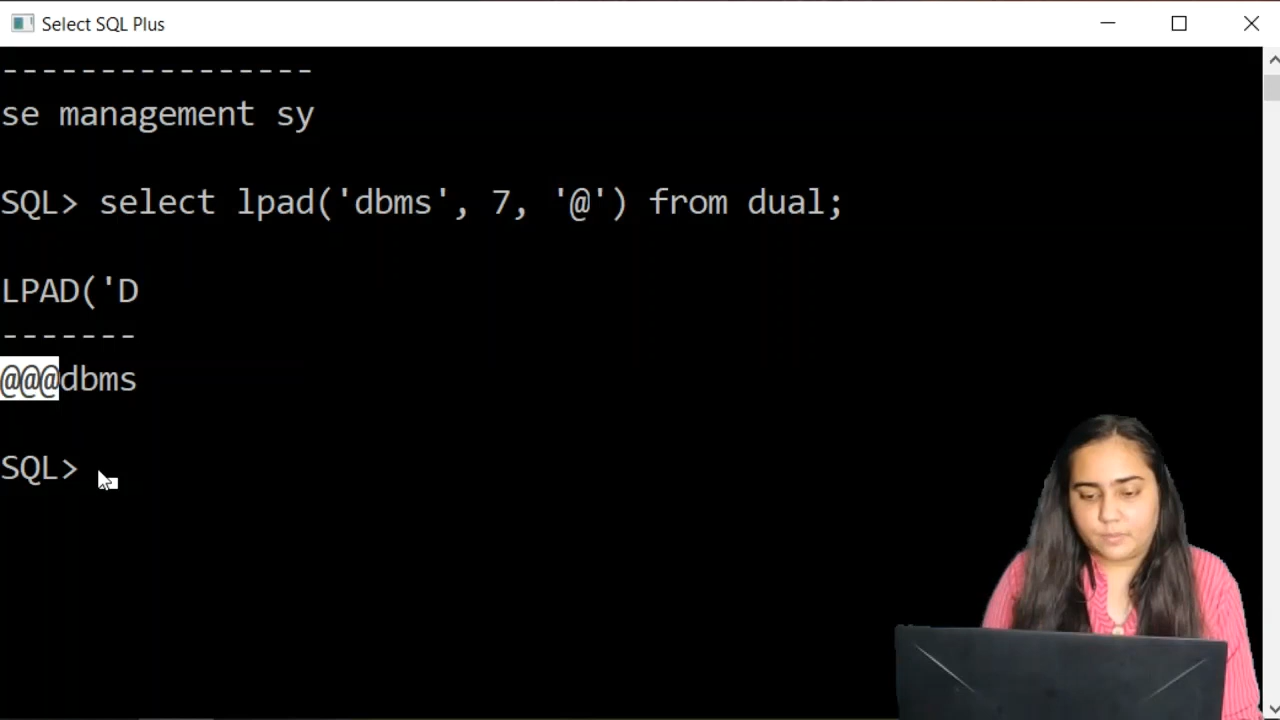 Select SQL Plus
----------------
se management sy
SQL> select lpad('dbms', 7, '@') from dual;
LPAD('D
-------
@@@dbms
SQL>